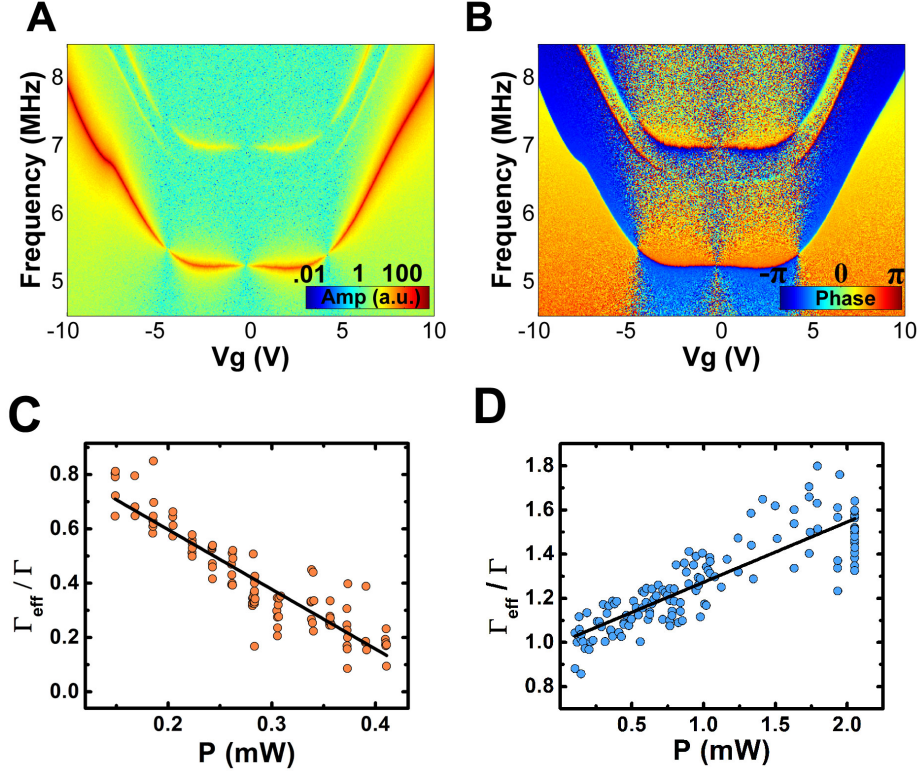 A
Frequency (MHz)
8
7
6
5
.01 1 100
Amp (a.u.)
-10 -5 0 5 10
Vg (V)
B
Frequency (MHz)
8
7
6
5
-π 0 π
Phase
-10 -5 0 5 10
Vg (V)
C
Γeff / Γ
0.8
0.6
0.4
0.2
0.0
0.2 0.3 0.4
P (mW)
D
Γeff / Γ
1.8
1.6
1.4
1.2
1.0
0.8
0.5 1.0 1.5 2.0
P (mW)